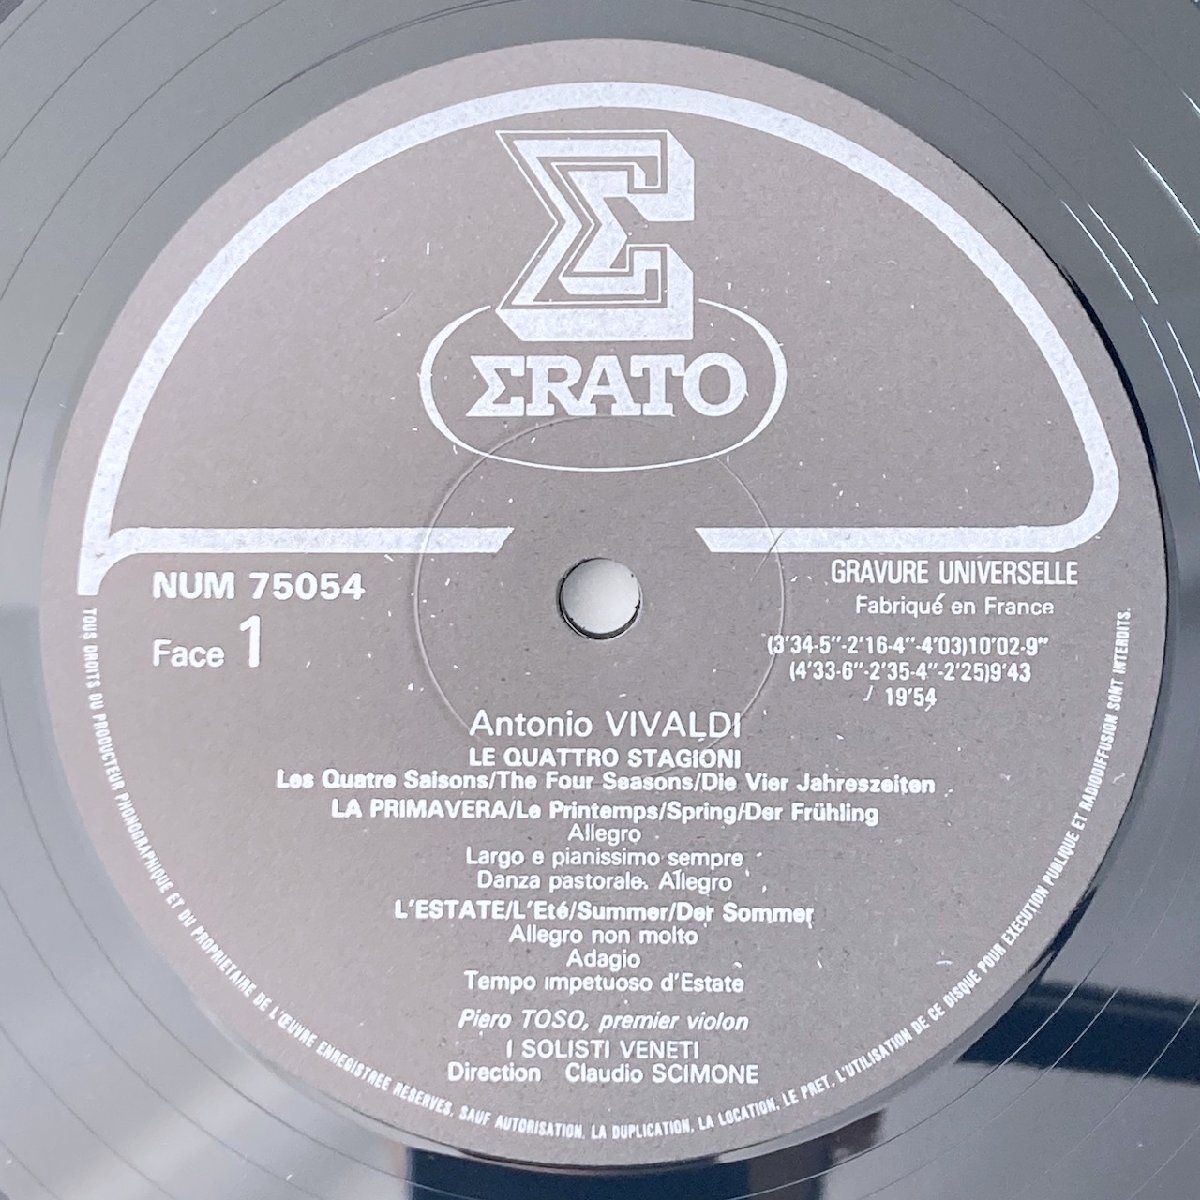 ΣRATO
NUM 75054
Face 1
GRAVURE UNIVERSELLE
Fabriqué en France
(3'34-5"-2'16-4"-4'03)10'02-9"
(4'33-6"-2'35-4"-2'25)9'43
19'54
Antonio VIVALDI
LE QUATTRO STAGIONI
Les Quatre Saisons/The Four Seasons/Die Vier Jahreszeiten
LA PRIMAVERA/Le Printemps/Spring/Der Frühling
Allegro
Largo e pianissimo sempre
Danza pastorale. Allegro
L'ESTATE/L'Eté/Summer/Der Sommer
Allegro non molto
Adagio
Tempo impetuoso d'Estate
Piero TOSO, premier violon
I SOLISTI VENETI
Direction Claudio SCIMONE
TOUS DROITS DU PRODUCTEUR PHONOGRAPHIQUE ET DU PROPRIETAIRE DE L'ŒUVRE ENREGISTREE RESERVES. SAUF AUTORISATION, LA DUPLICATION, LA LOCATION, LE PRET, L'UTILISATION DE CE DISQUE POUR EXECUTION PUBLIQUE ET RADIODIFFUSION SONT INTERDITS.